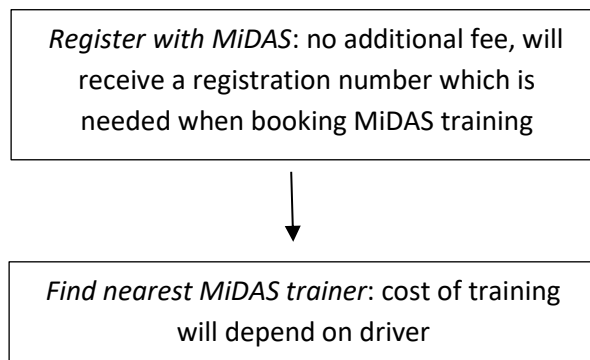 Register with MiDAS: no additional fee, will
receive a registration number which is
needed when booking MiDAS training
Find nearest MiDAS trainer: cost of training
will depend on driver